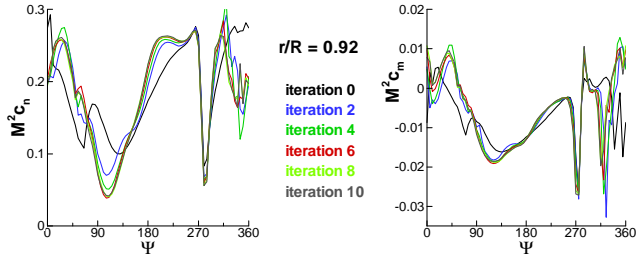 0.3
0.2
0.1
0
M²cn
0
90
180
270
360
Ψ
r/R = 0.92
iteration 0
iteration 2
iteration 4
iteration 6
iteration 8
iteration 10
0.02
0.01
0
-0.01
-0.02
-0.03
M²cm
0
90
180
270
360
Ψ